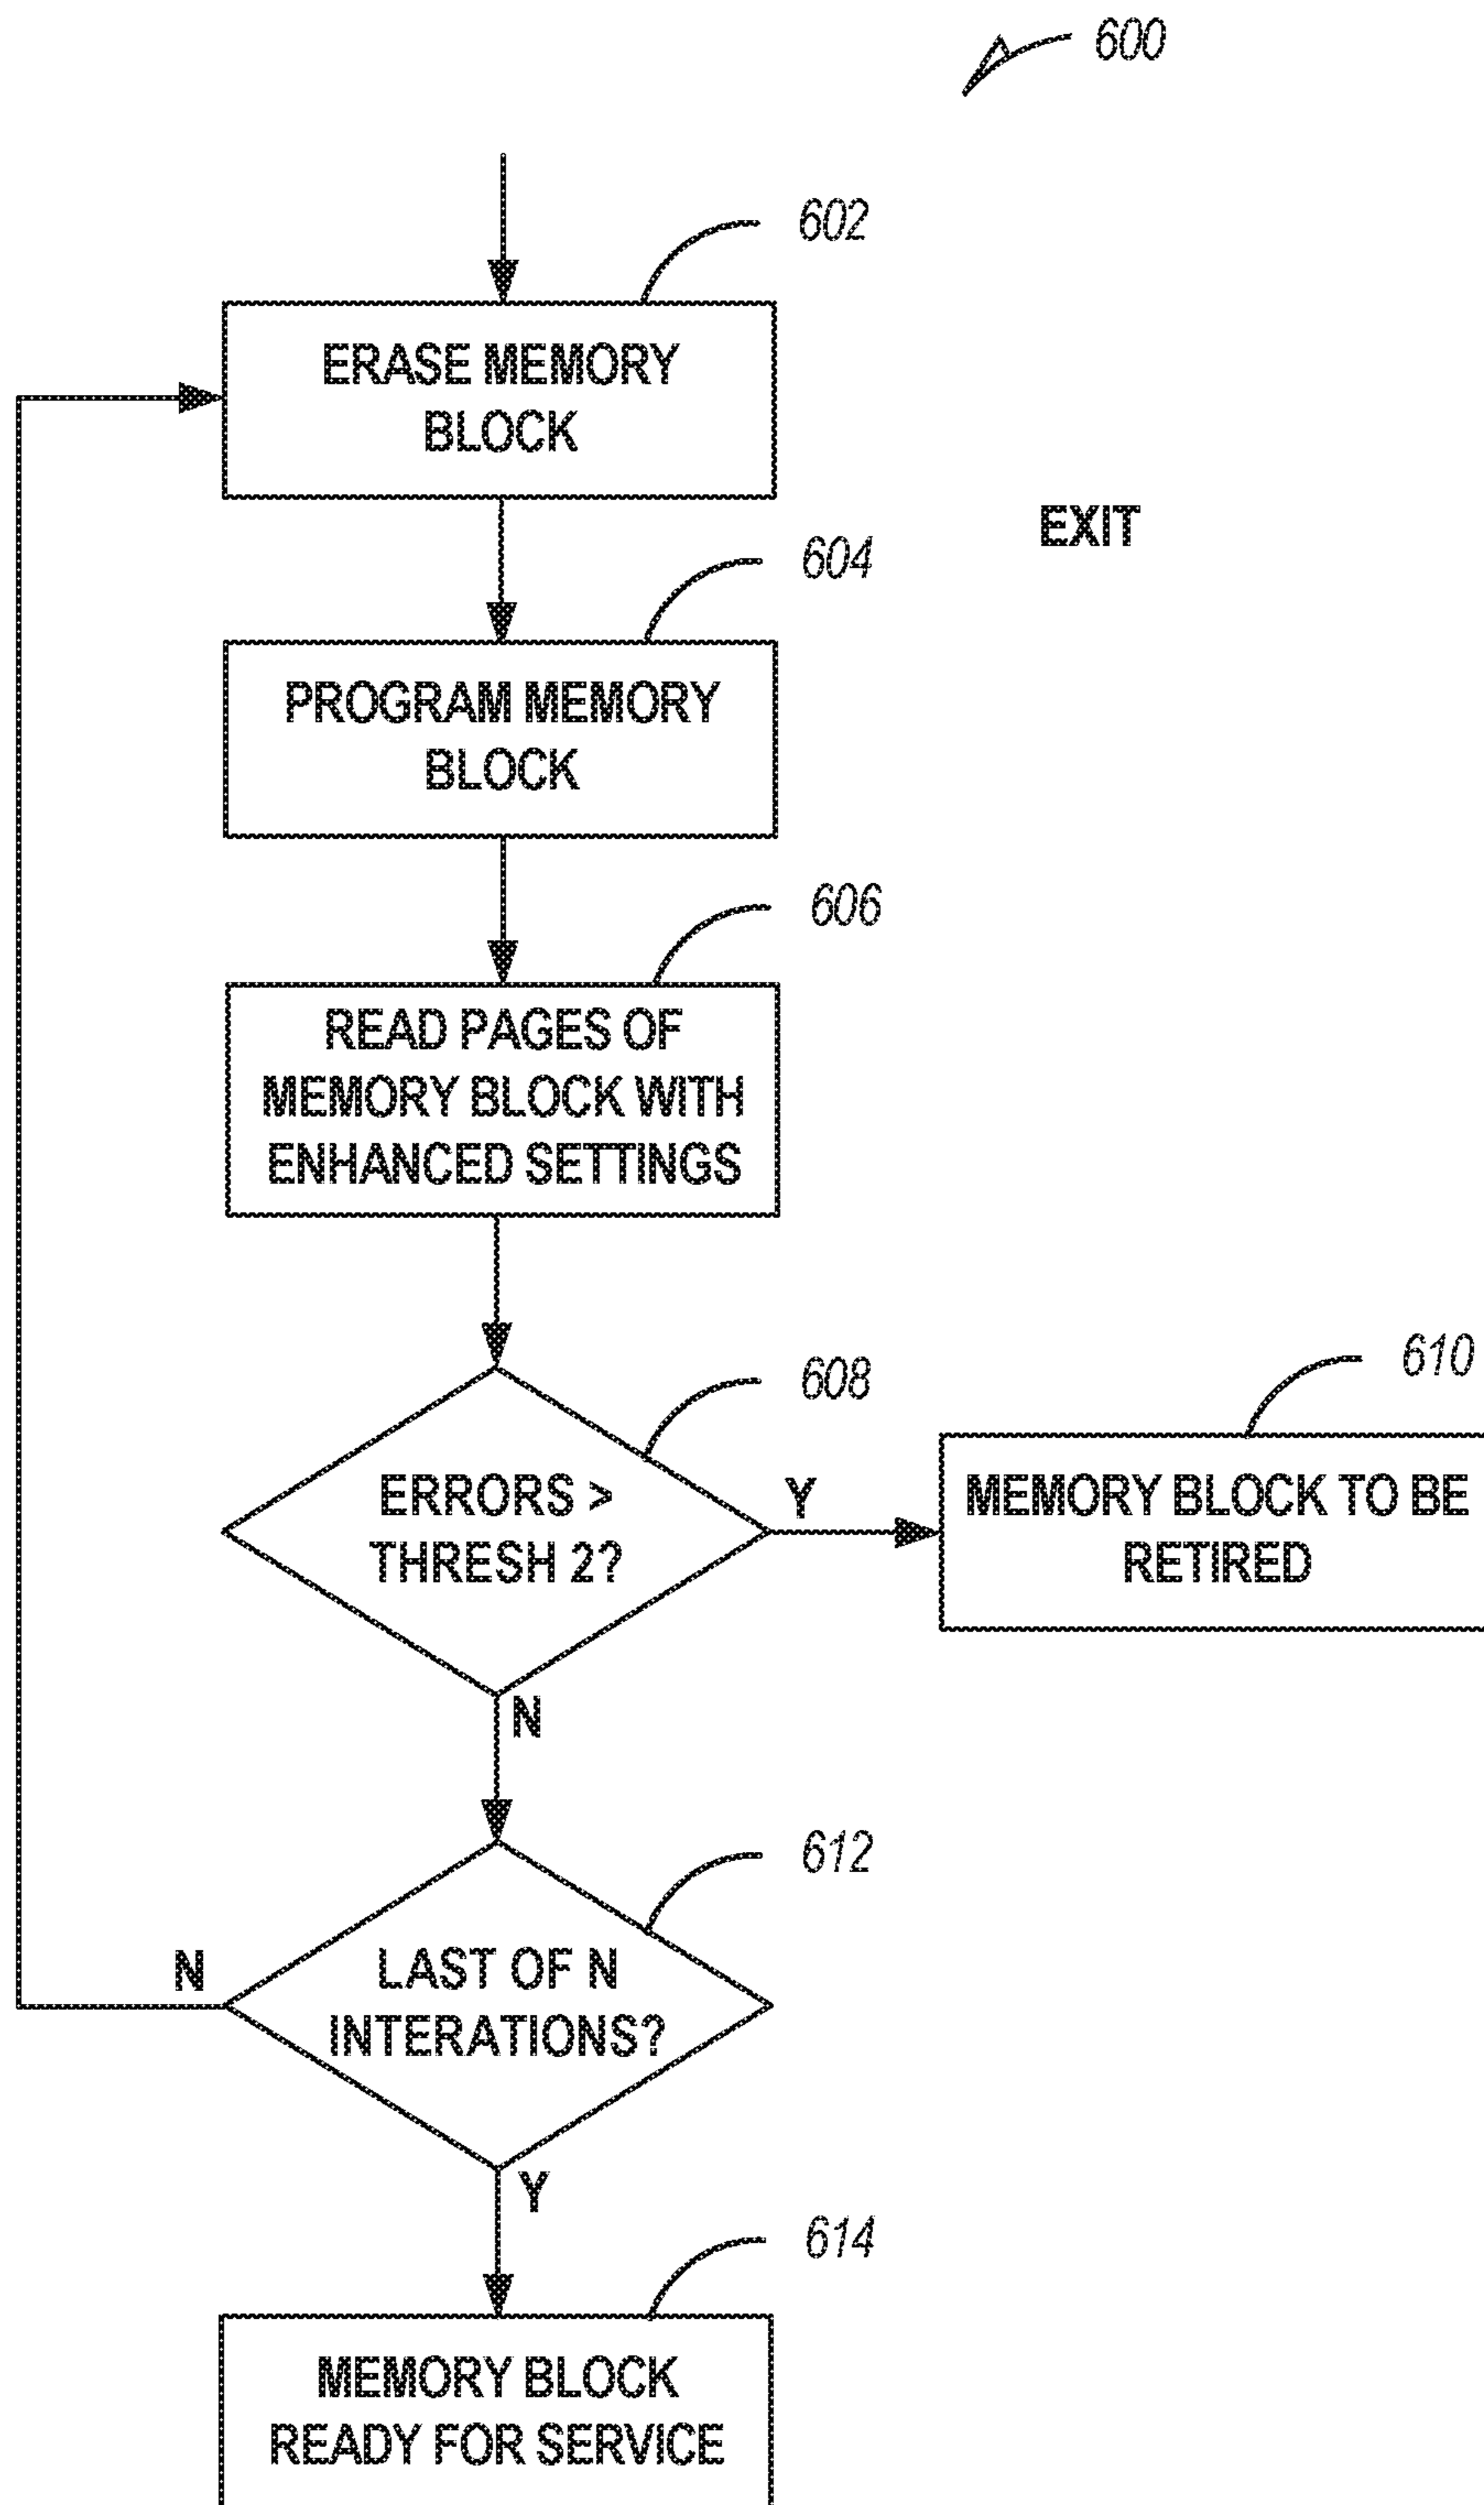 600
602
ERASE MEMORY
BLOCK
EXIT
604
PROGRAM MEMORY
BLOCK
606
READ PAGES OF
MEMORY BLOCK WITH
ENHANCED SETTINGS
608
610
ERRORS >
THRESH 2?
Y
MEMORY BLOCK TO BE
RETIRED
N
612
N
LAST OF N
INTERATIONS?
Y
614
MEMORY BLOCK
READY FOR SERVICE